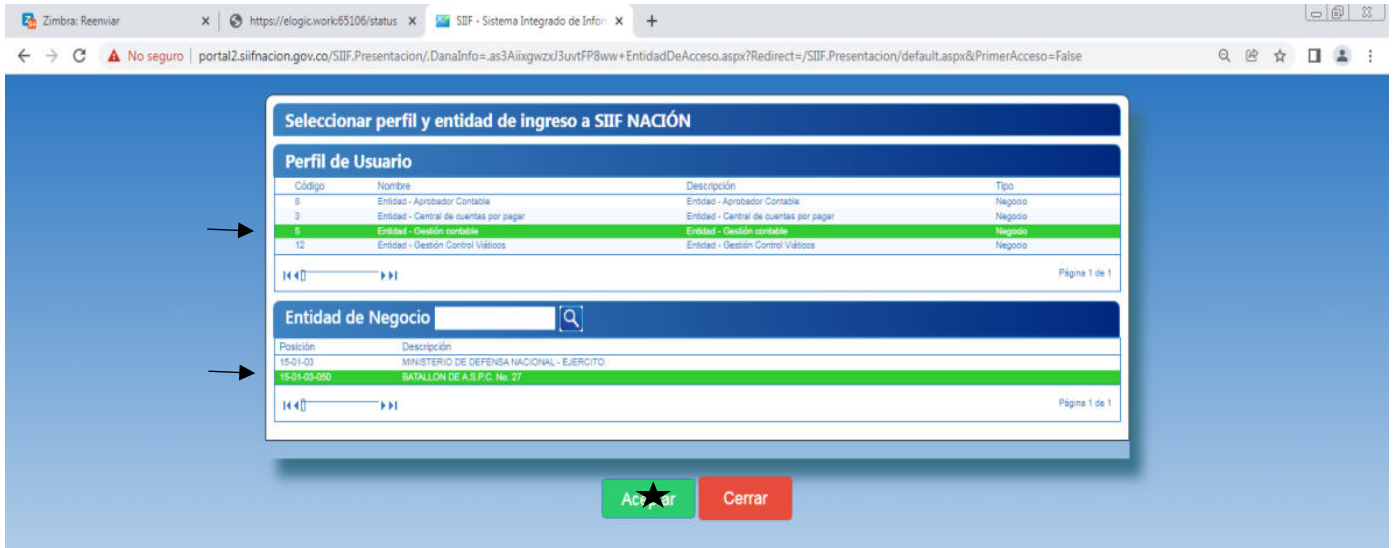 Zimbra: Reenviar
https://elogic.work:65106/status
SIIF - Sistema Integrado de Infor
No seguro
portal2.siifnacion.gov.co/SIIF.Presentacion/,DanaInfo=.as3AiixgwzxJ3uvtFP8ww+EntidadDeAcceso.aspx?Redirect=/SIIF.Presentacion/default.aspx&PrimerAcceso=False
Seleccionar perfil y entidad de ingreso a SIIF NACIÓN
Perfil de Usuario
Código Nombre Descripción Tipo
8 Entidad - Aprobador Contable Entidad - Aprobador Contable Negocio
3 Entidad - Central de cuentas por pagar Entidad - Central de cuentas por pagar Negocio
5 Entidad - Gestión contable Entidad - Gestión contable Negocio
12 Entidad - Gestión Control Viáticos Entidad - Gestión Control Viáticos Negocio
Página 1 de 1
Entidad de Negocio
Posición Descripción
15-01-03 MINISTERIO DE DEFENSA NACIONAL - EJERCITO
15-01-03-050 BATALLON DE A.S.P.C. No. 27
Página 1 de 1
Aceptar Cerrar